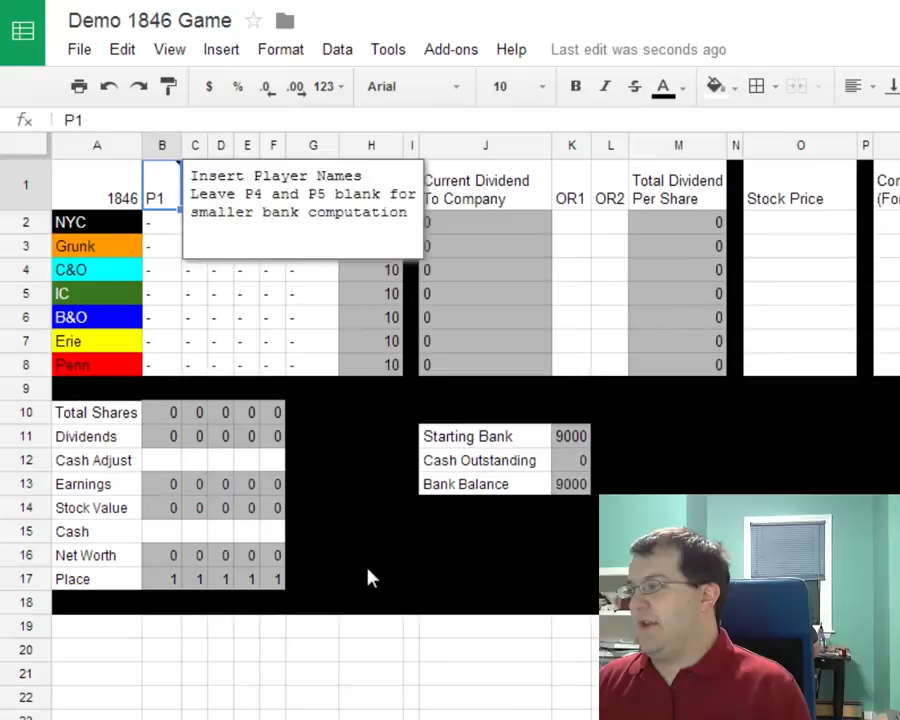 Demo 1846 Game
File Edit View Insert Format Data Tools Add-ons Help Last edit was seconds ago
$ % .0 .00 123 Arial 10 B I S A
fx P1
A B C D E F G H I J K L M N O P
1 1846 P1 Current Dividend To Company OR1 OR2 Total Dividend Per Share Stock Price
Insert Player Names
Leave P4 and P5 blank for
smaller bank computation
2 NYC - 0 0
3 Grunk - 0 0
4 C&O - - - - - - 10 0 0
5 IC - - - - - - 10 0 0
6 B&O - - - - - - 10 0 0
7 Erie - - - - - - 10 0 0
8 Penn - - - - - - 10 0 0
9
10 Total Shares 0 0 0 0 0
11 Dividends 0 0 0 0 0 Starting Bank 9000
12 Cash Adjust Cash Outstanding 0
13 Earnings 0 0 0 0 0 Bank Balance 9000
14 Stock Value 0 0 0 0 0
15 Cash
16 Net Worth 0 0 0 0 0
17 Place 1 1 1 1 1
18
19
20
21
22